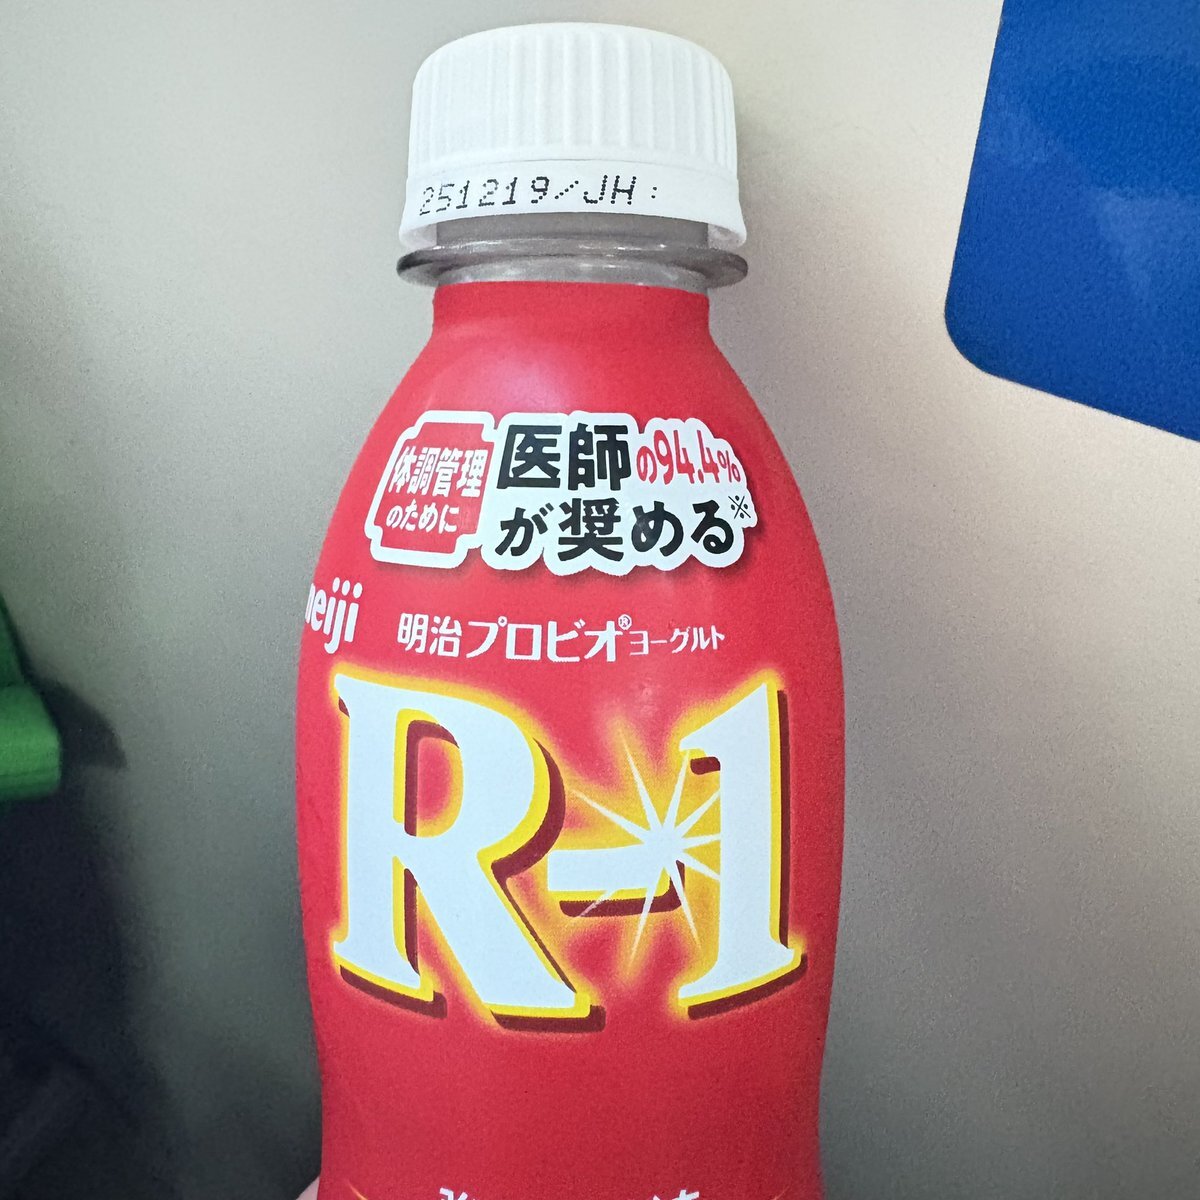 251219/JH:
体調管理
のために
医師の94.4%
が奨める※
meiji
明治プロビオ®ヨーグルト
R-1